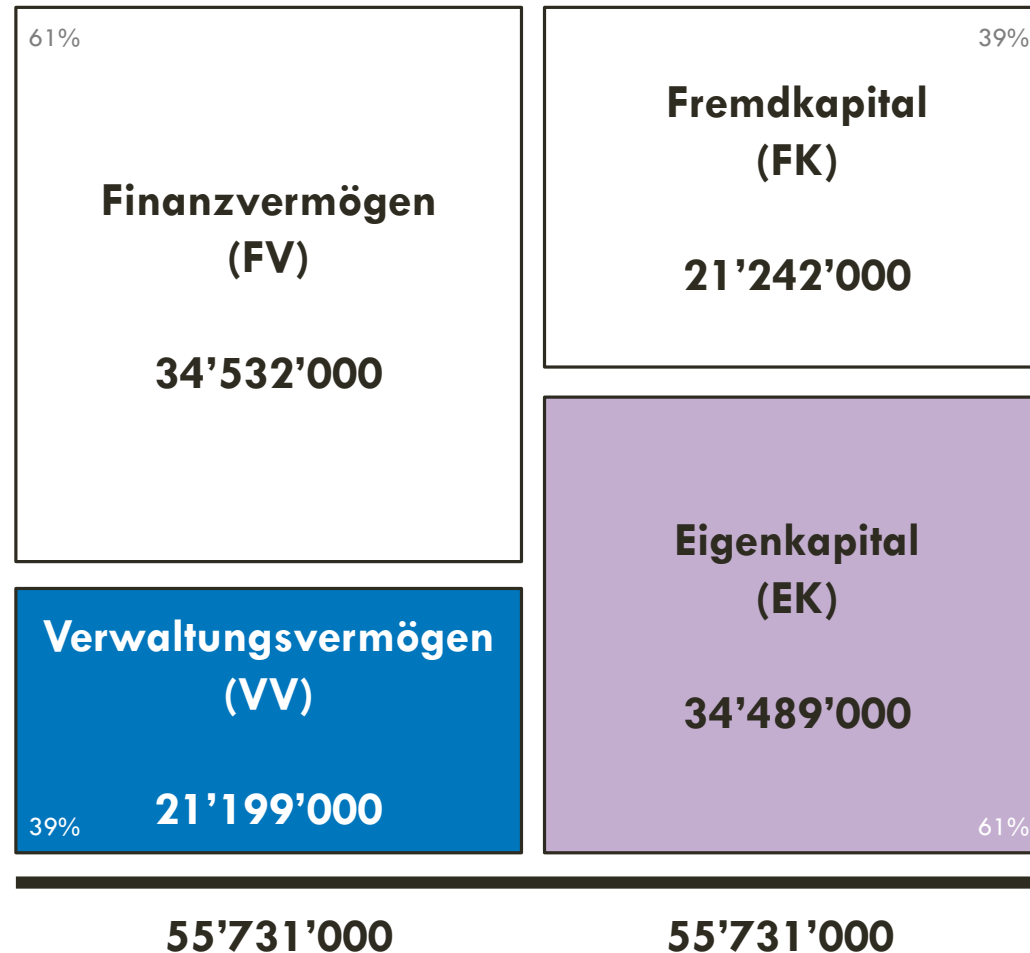 61%
Finanzvermögen
(FV)
34’532’000
Verwaltungsvermögen
(VV)
21’199’000
39%
39%
Fremdkapital
(FK)
21’242’000
Eigenkapital
(EK)
34’489’000
61%
55’731’000
55’731’000